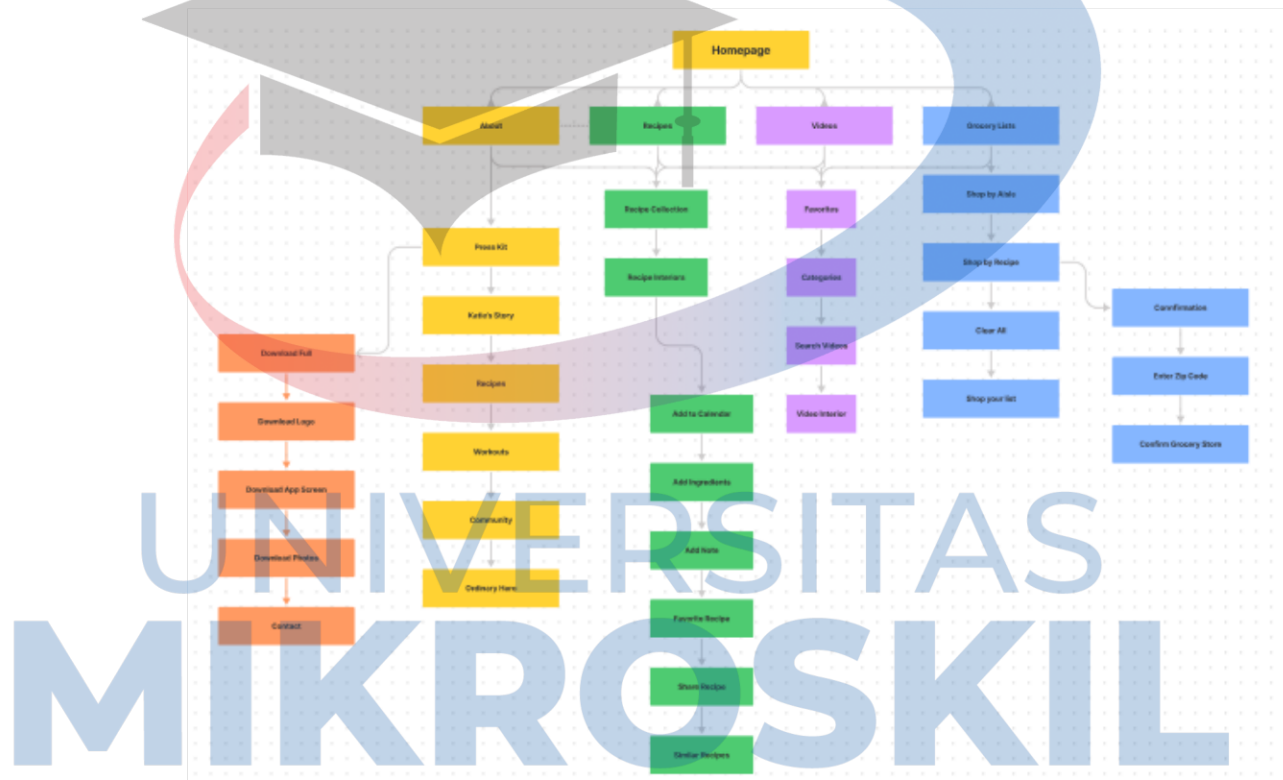 Homepage
About
Recipes
Videos
Grocery Lists
Press Kit
Katie's Story
Recipes
Workouts
Community
Ordinary Hero
Download Full
Download Logo
Download App Screen
Download Photos
Contact
Recipe Collection
Recipe Interiors
Add to Calendar
Add Ingredients
Add Note
Favorite Recipe
Share Recipe
Similar Recipes
Favorites
Categories
Search Videos
Video Interior
Shop by Aisle
Shop by Recipe
Clear All
Shop your list
Connfirmation
Enter Zip Code
Confirm Grocery Store
UNIVERSITAS
MIKROSKIL